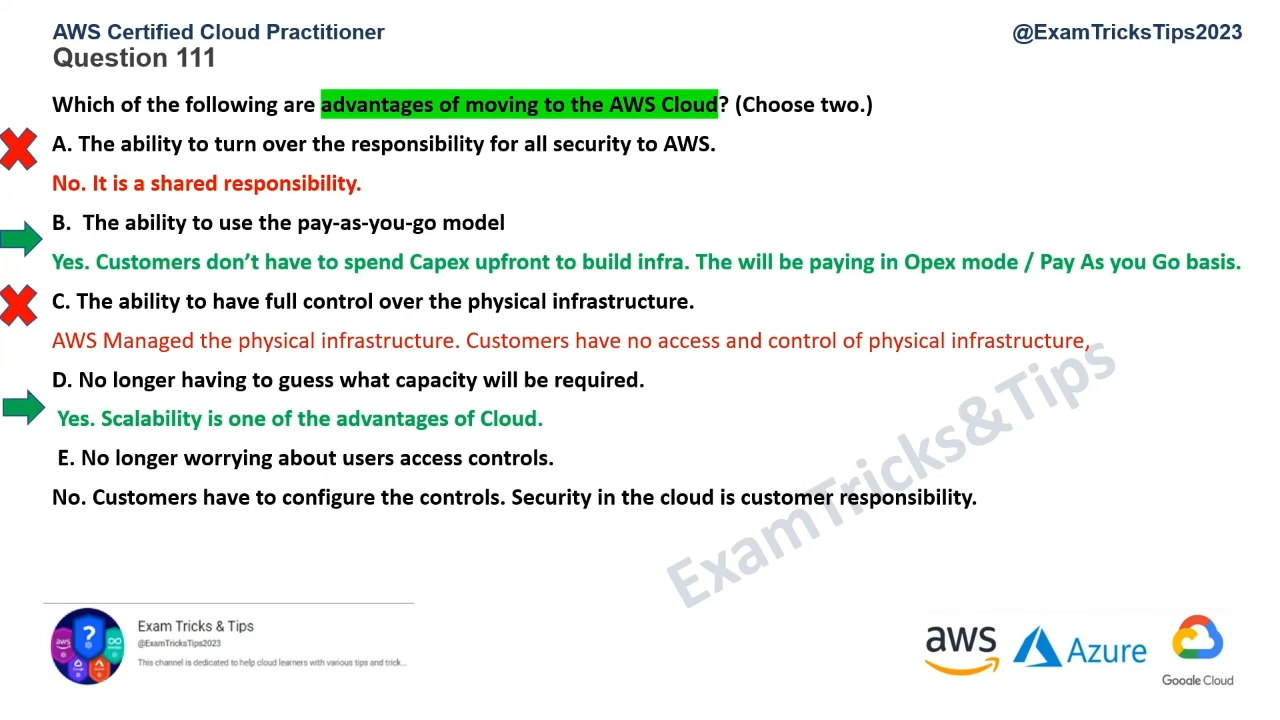 AWS Certified Cloud Practitioner
@ExamTricksTips2023
Question 111
Which of the following are advantages of moving to the AWS Cloud? (Choose two.)
A. The ability to turn over the responsibility for all security to AWS.
No. It is a shared responsibility.
B.  The ability to use the pay-as-you-go model
Yes. Customers don’t have to spend Capex upfront to build infra. The will be paying in Opex mode / Pay As you Go basis.
C. The ability to have full control over the physical infrastructure.
AWS Managed the physical infrastructure. Customers have no access and control of physical infrastructure,
D. No longer having to guess what capacity will be required.
Yes. Scalability is one of the advantages of Cloud.
E. No longer worrying about users access controls.
No. Customers have to configure the controls. Security in the cloud is customer responsibility.
ExamTricks&Tips
?
aws
Exam Tricks & Tips
@ExamTricksTips2023
This channel is dedicated to help cloud learners with various tips and trick...
aws
Azure
Google Cloud